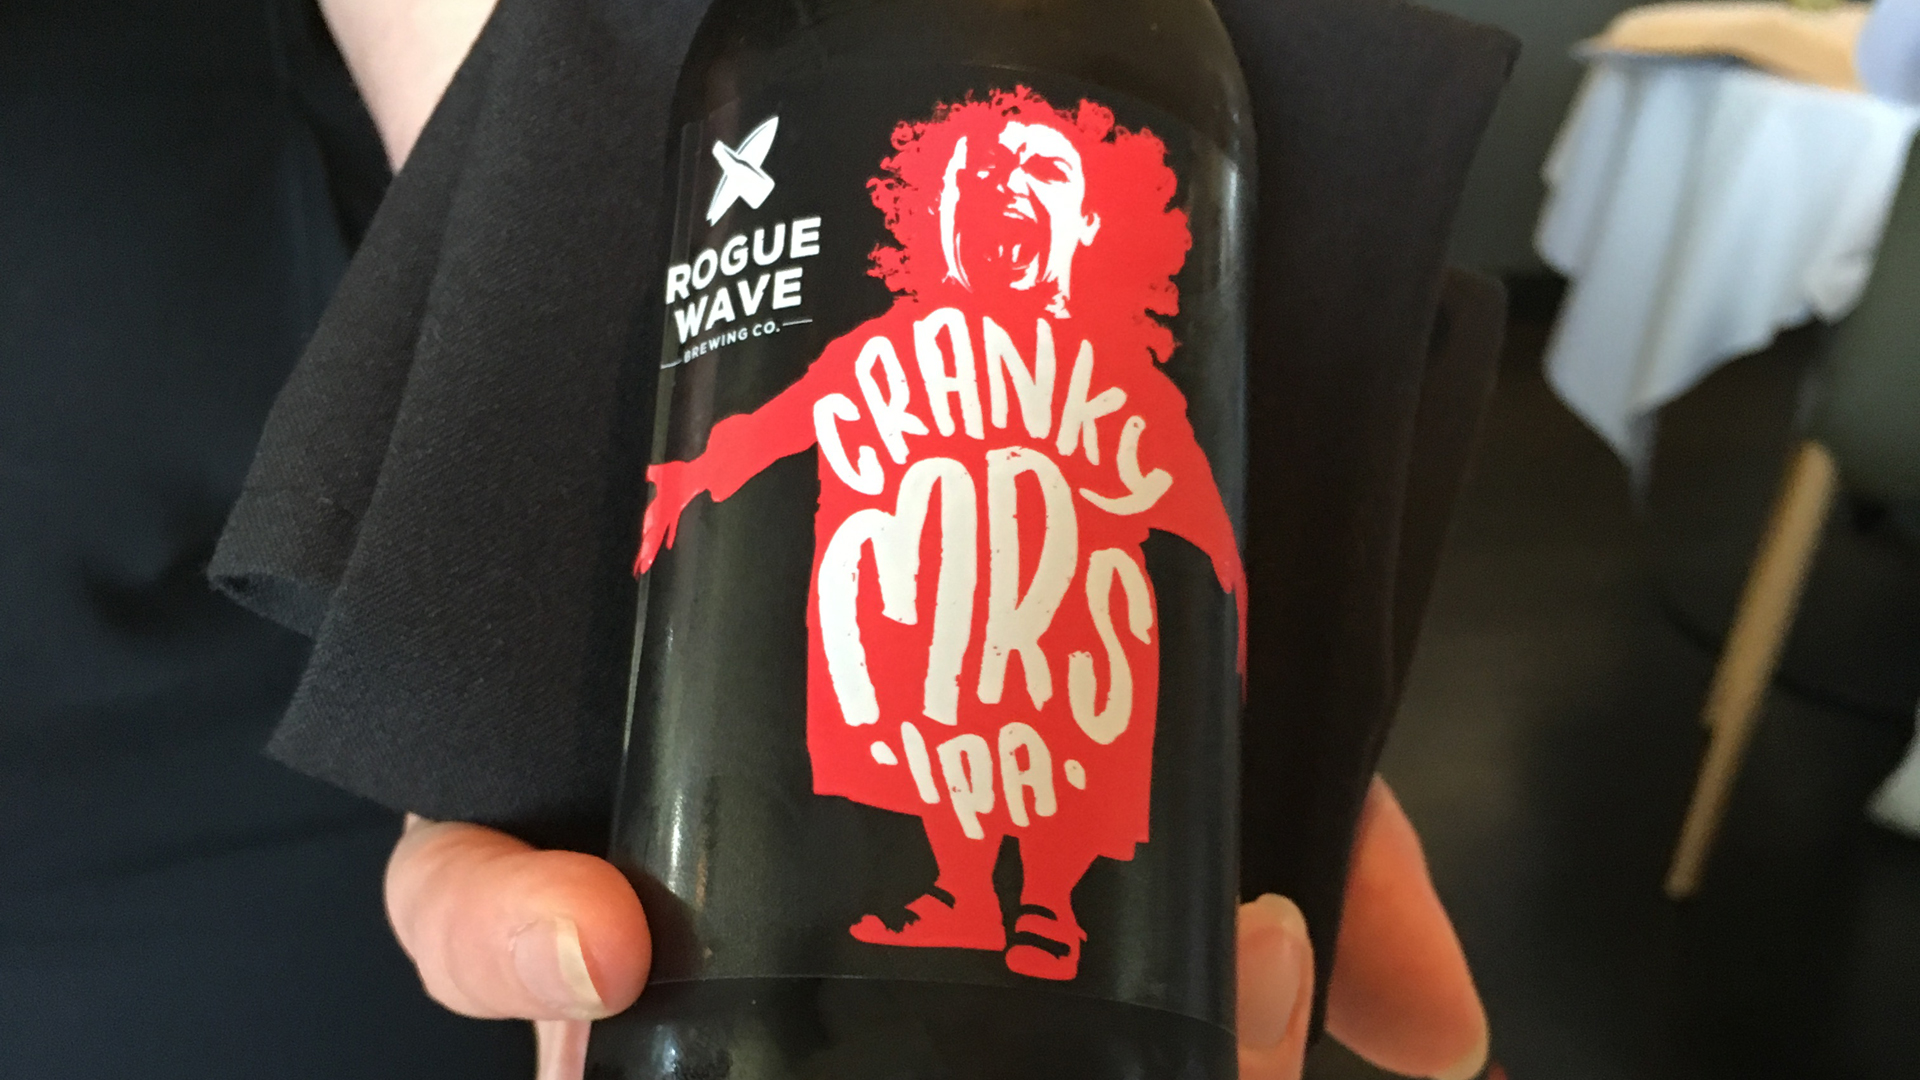 ROGUE
WAVE
BREWING CO.
CRANKY
MRS
·IPA·